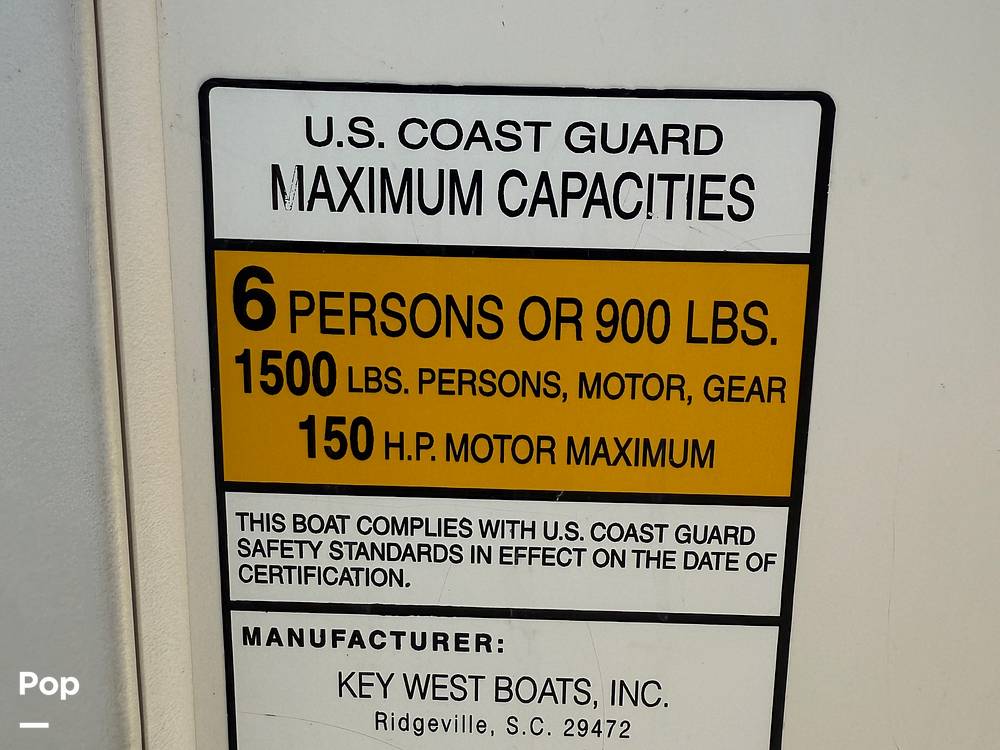 U.S. COAST GUARD
MAXIMUM CAPACITIES
6 PERSONS OR 900 LBS.
1500 LBS. PERSONS, MOTOR, GEAR
150 H.P. MOTOR MAXIMUM
THIS BOAT COMPLIES WITH U.S. COAST GUARD
SAFETY STANDARDS IN EFFECT ON THE DATE OF
CERTIFICATION.
MANUFACTURER:
KEY WEST BOATS, INC.
Ridgeville, S.C. 29472
Pop